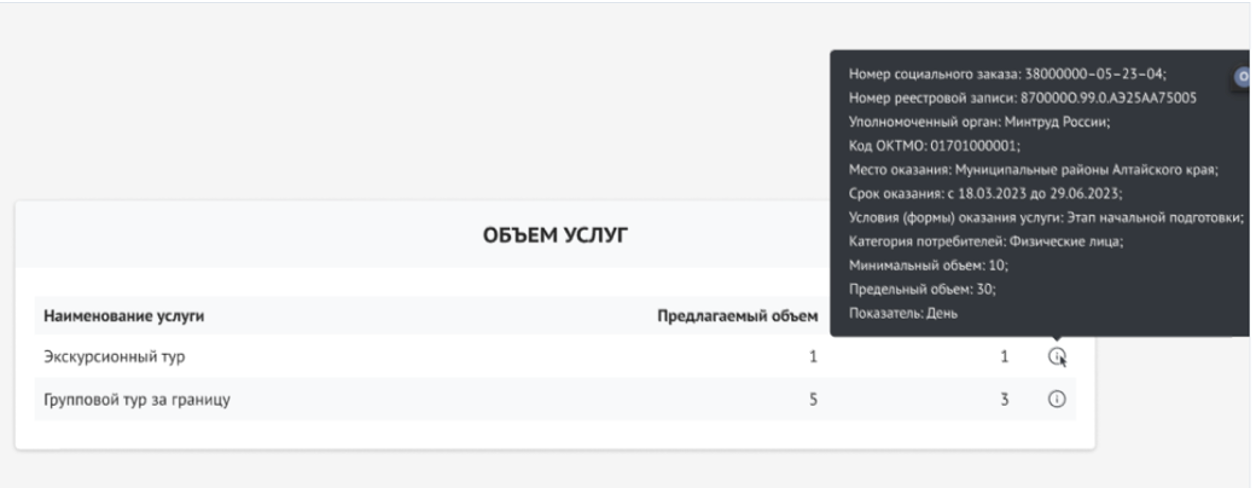 Номер социального заказа: 38000000–05–23–04;
Номер реестровой записи: 870000О.99.0.АЭ25АА75005
Уполномоченный орган: Минтруд России;
Код ОКТМО: 01701000001;
Место оказания: Муниципальные районы Алтайского края;
Срок оказания: с 18.03.2023 до 29.06.2023;
Условия (формы) оказания услуги: Этап начальной подготовки;
Категория потребителей: Физические лица;
Минимальный объем: 10;
Предельный объем: 30;
Показатель: День
ОБЪЕМ УСЛУГ
Наименование услуги Предлагаемый объем
Экскурсионный тур 1 1
Групповой тур за границу 5 3